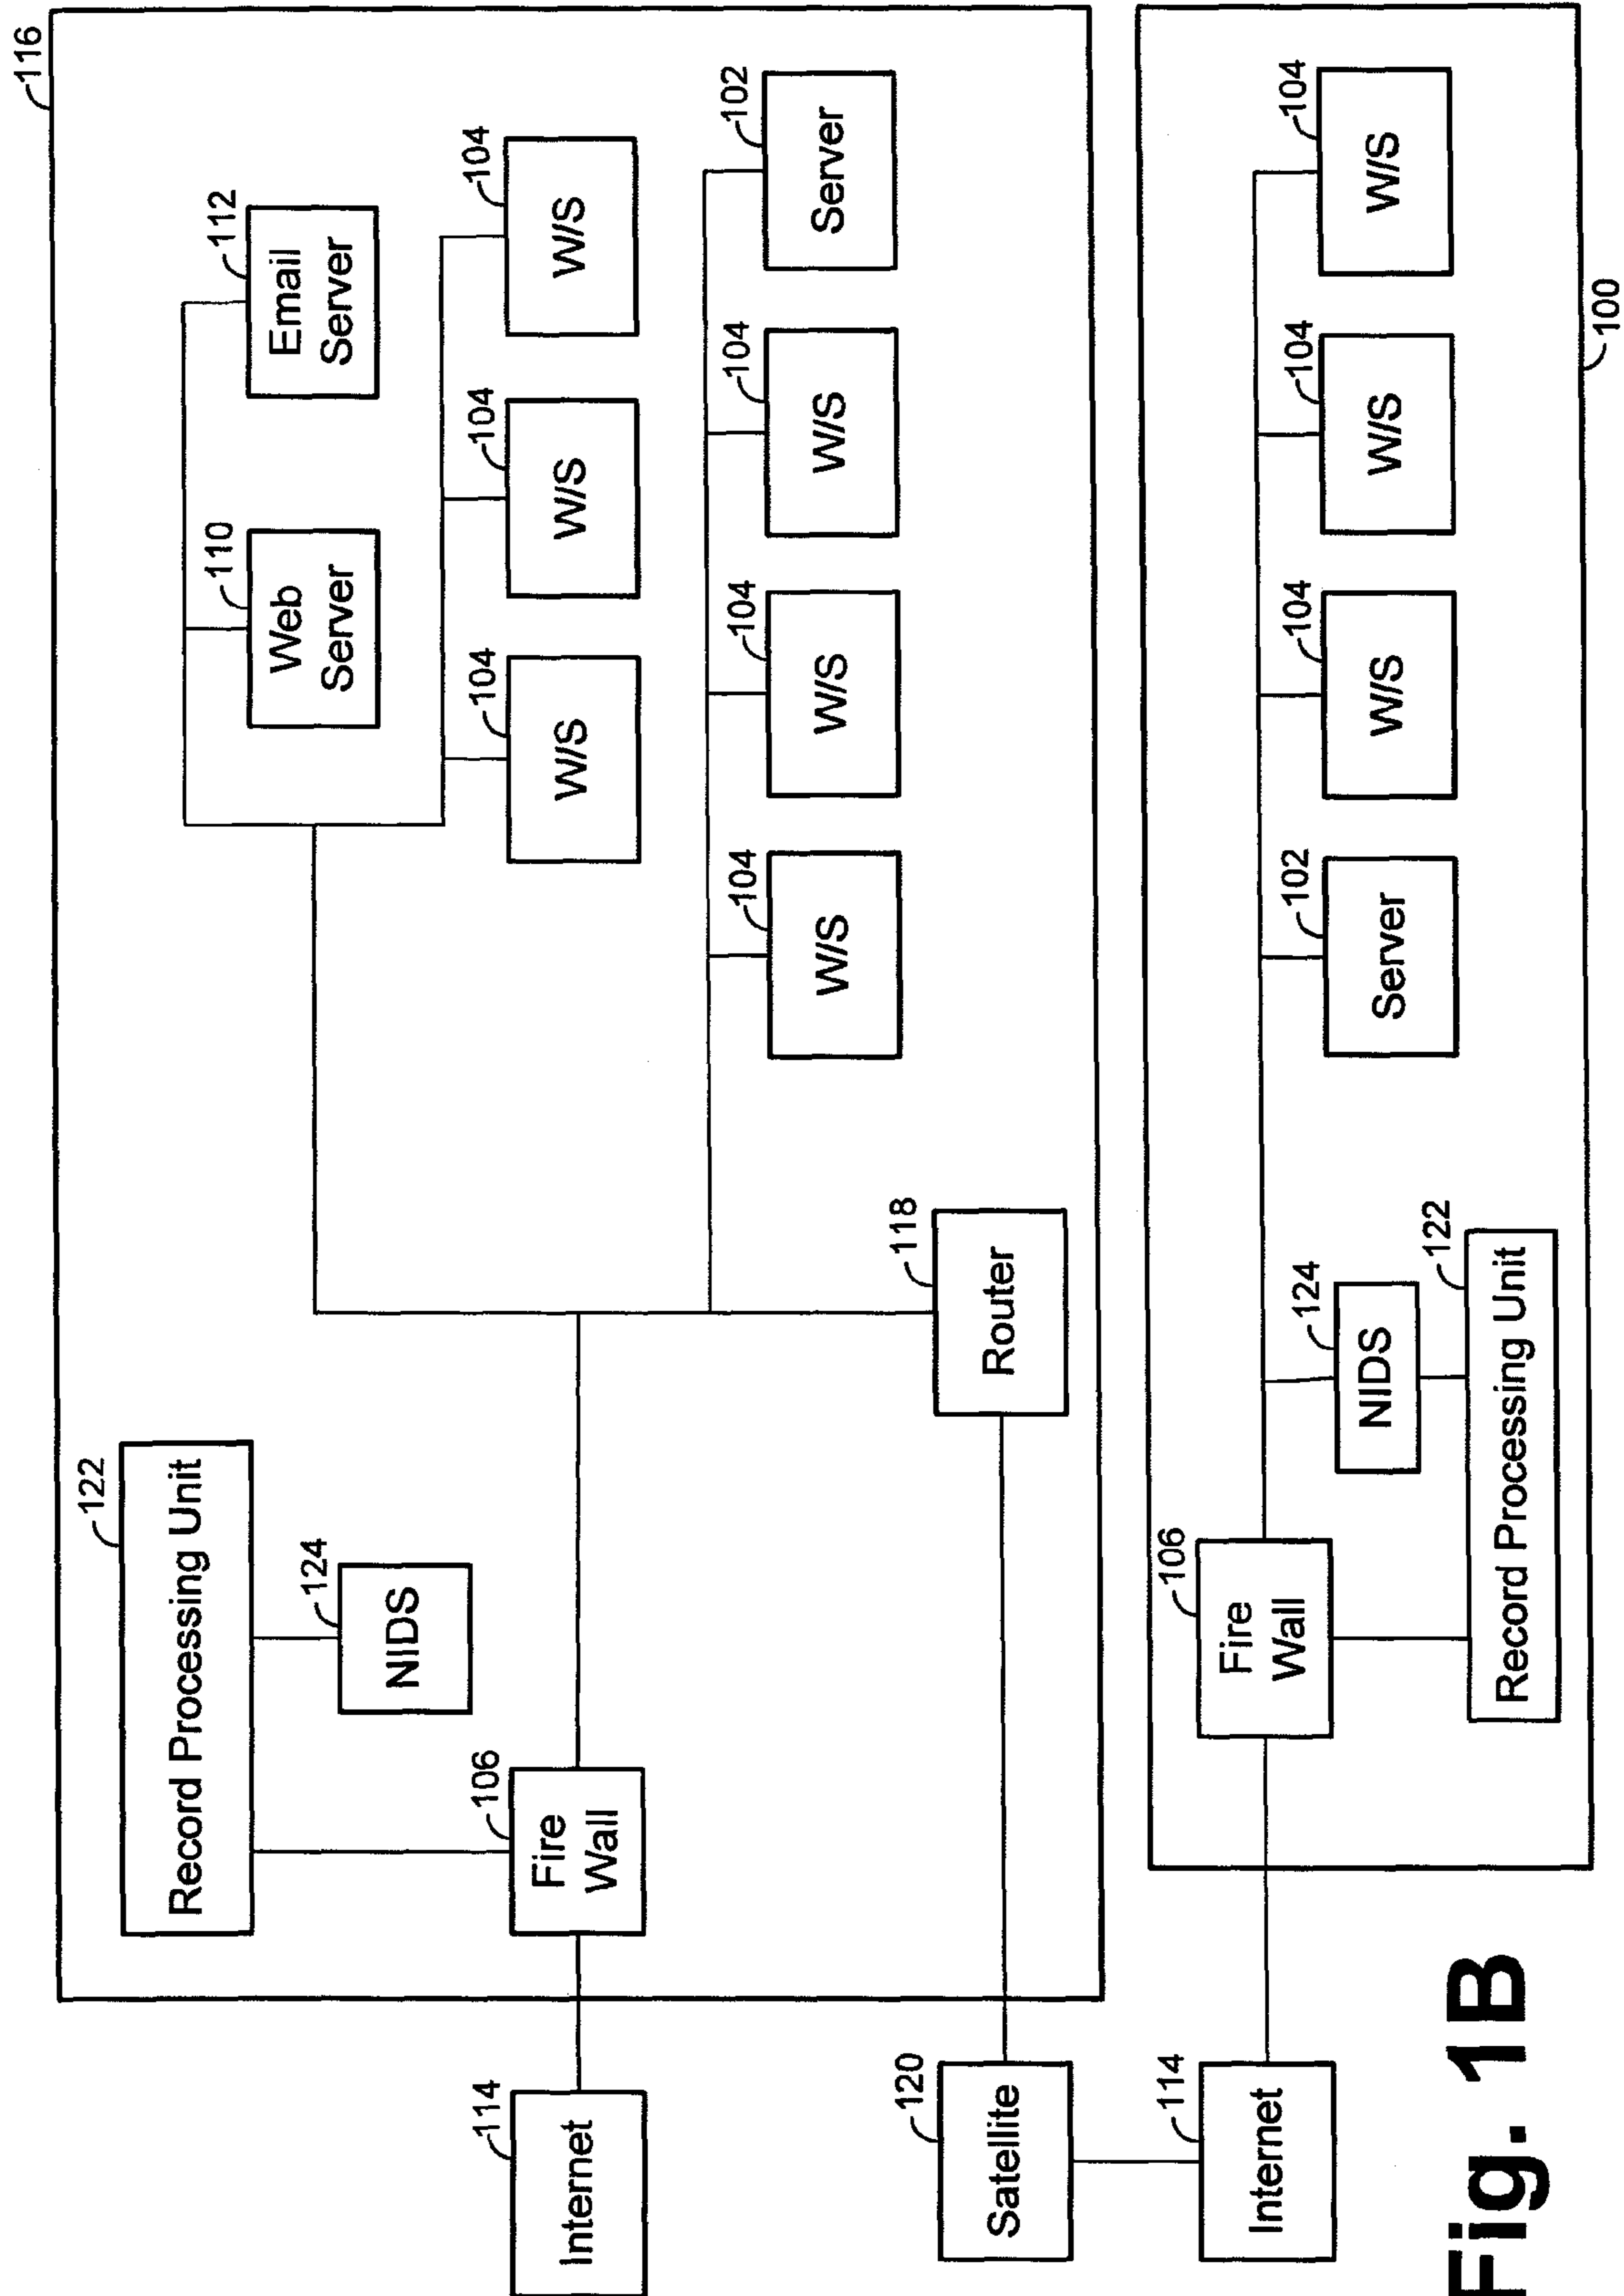 116
122
Record Processing Unit
110
Web
Server
112
Email
Server
124
NIDS
104
W/S
104
W/S
104
W/S
114
Internet
106
Fire
Wall
104
W/S
104
W/S
104
W/S
102
Server
120
Satellite
118
Router
114
Internet
106
Fire
Wall
124
NIDS
102
Server
104
W/S
104
W/S
104
W/S
122
Record Processing Unit
100
Fig. 1B